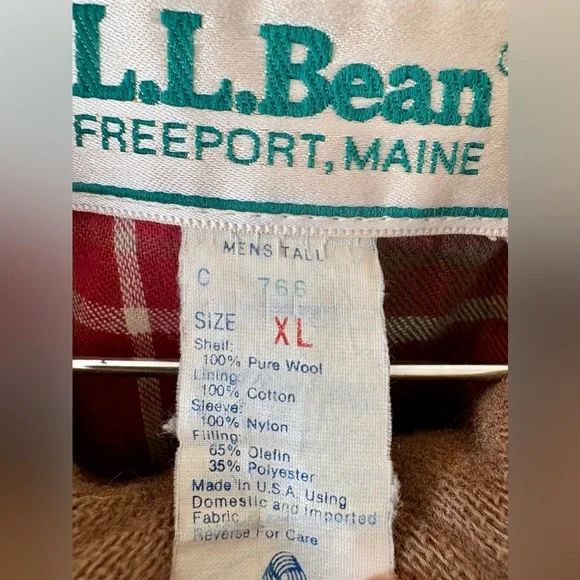 L.L.Bean
FREEPORT, MAINE
MENS TALL
C 766
SIZE XL
Shell:
100% Pure Wool
Lining:
100% Cotton
Sleeve:
100% Nylon
Filling:
65% Olefin
35% Polyester
Made in U.S.A. Using
Domestic and Imported
Fabric
Reverse For Care